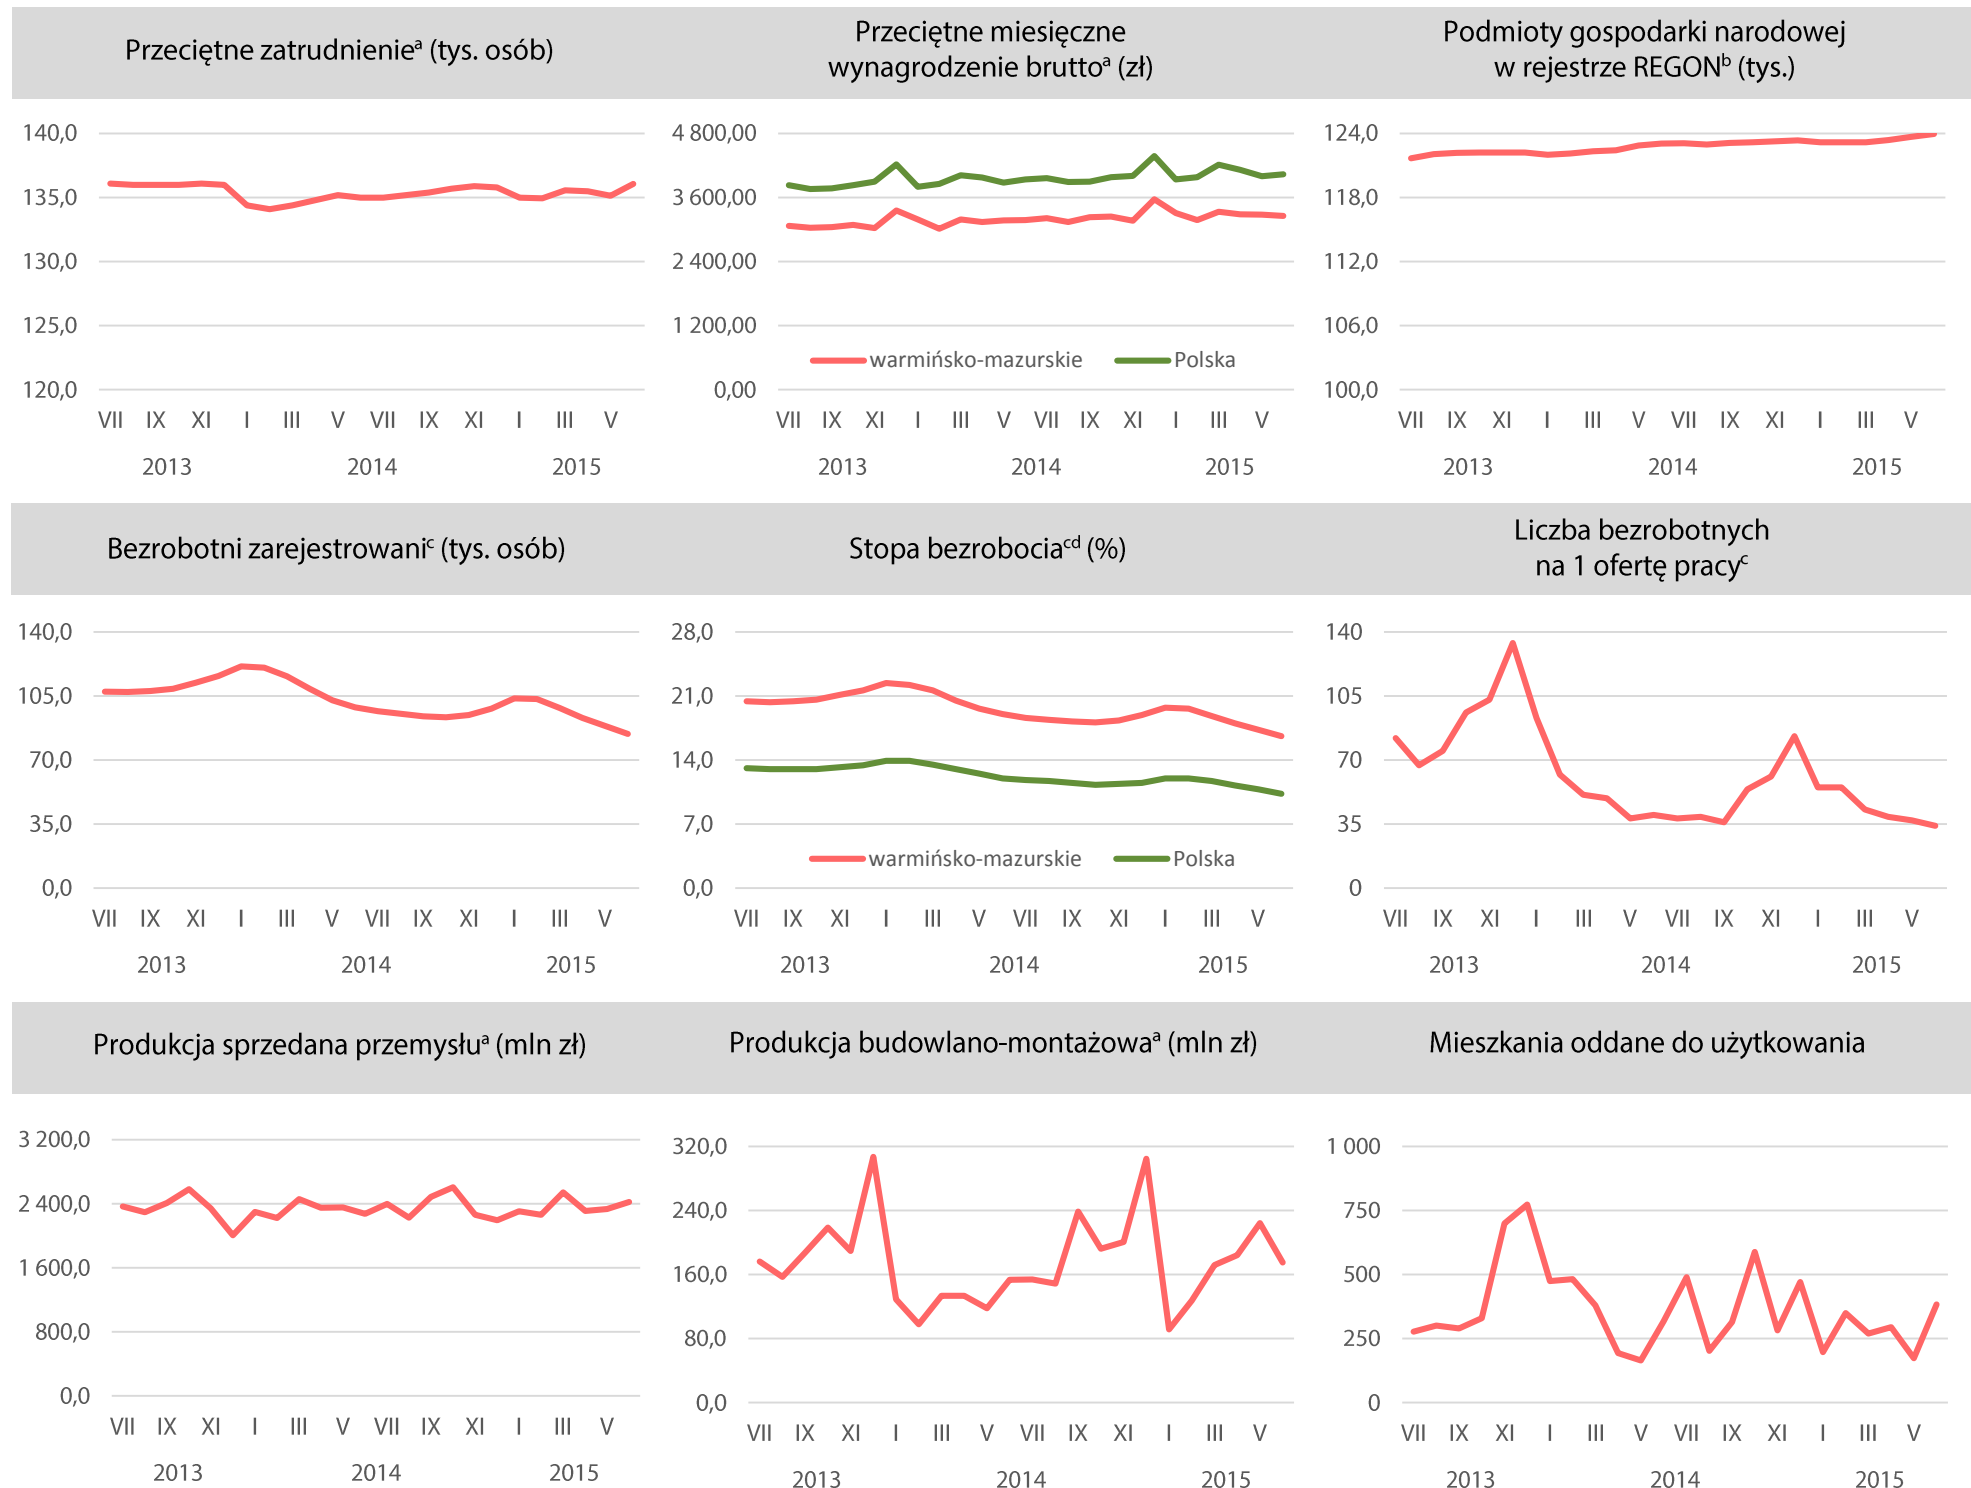 Przeciętne zatrudnienieᵃ (tys. osób)
140,0
135,0
130,0
125,0
120,0
VII IX XI I III V VII IX XI I III V
2013 2014 2015
Przeciętne miesięczne
wynagrodzenie bruttoᵃ (zł)
4 800,00
3 600,00
2 400,00
1 200,00
0,00
warmińsko-mazurskie Polska
VII IX XI I III V VII IX XI I III V
2013 2014 2015
Podmioty gospodarki narodowej
w rejestrze REGONᵇ (tys.)
124,0
118,0
112,0
106,0
100,0
VII IX XI I III V VII IX XI I III V
2013 2014 2015
Bezrobotni zarejestrowaniᶜ (tys. osób)
140,0
105,0
70,0
35,0
0,0
VII IX XI I III V VII IX XI I III V
2013 2014 2015
Stopa bezrobociaᶜᵈ (%)
28,0
21,0
14,0
7,0
0,0
warmińsko-mazurskie Polska
VII IX XI I III V VII IX XI I III V
2013 2014 2015
Liczba bezrobotnych
na 1 ofertę pracyᶜ
140
105
70
35
0
VII IX XI I III V VII IX XI I III V
2013 2014 2015
Produkcja sprzedana przemysłuᵃ (mln zł)
3 200,0
2 400,0
1 600,0
800,0
0,0
VII IX XI I III V VII IX XI I III V
2013 2014 2015
Produkcja budowlano-montażowaᵃ (mln zł)
320,0
240,0
160,0
80,0
0,0
VII IX XI I III V VII IX XI I III V
2013 2014 2015
Mieszkania oddane do użytkowania
1 000
750
500
250
0
VII IX XI I III V VII IX XI I III V
2013 2014 2015